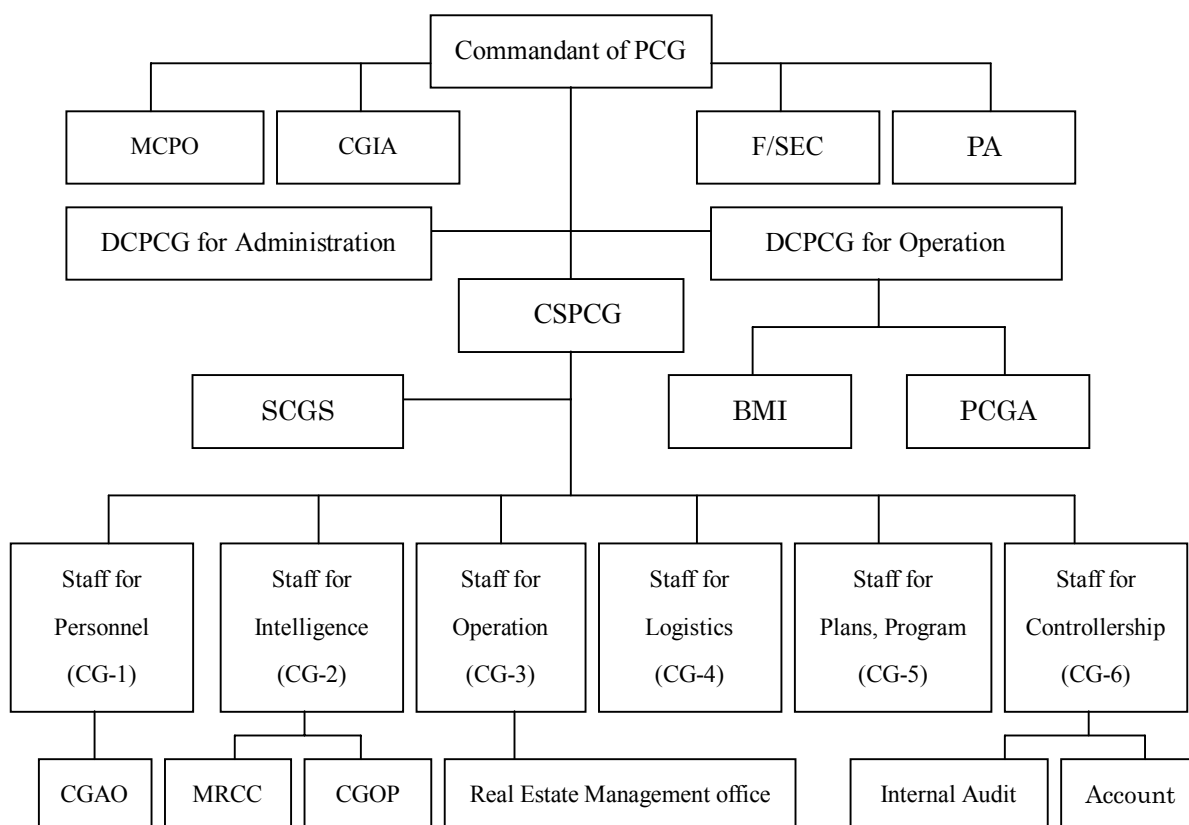 Commandant of PCG
MCPO
CGIA
F/SEC
PA
DCPCG for Administration
DCPCG for Operation
CSPCG
SCGS
BMI
PCGA
Staff for
Personnel
(CG-1)
Staff for
Intelligence
(CG-2)
Staff for
Operation
(CG-3)
Staff for
Logistics
(CG-4)
Staff for
Plans, Program
(CG-5)
Staff for
Controllership
(CG-6)
CGAO
MRCC
CGOP
Real Estate Management office
Internal Audit
Account